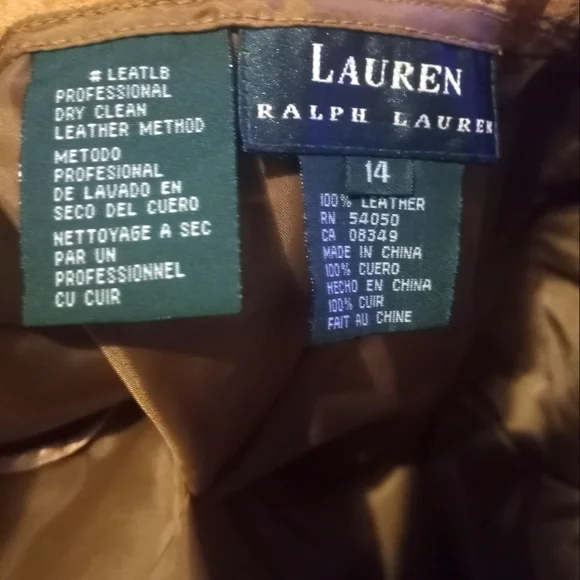 # LEATLB
PROFESSIONAL
DRY CLEAN
LEATHER METHOD
METODO
PROFESIONAL
DE LAVADO EN
SECO DEL CUERO
NETTOYAGE A SEC
PAR UN
PROFESSIONNEL
CU CUIR
LAUREN
RALPH LAUREN
14
100% LEATHER
RN 54050
CA 08349
MADE IN CHINA
100% CUERO
HECHO EN CHINA
100% CUIR
FAIT AU CHINE